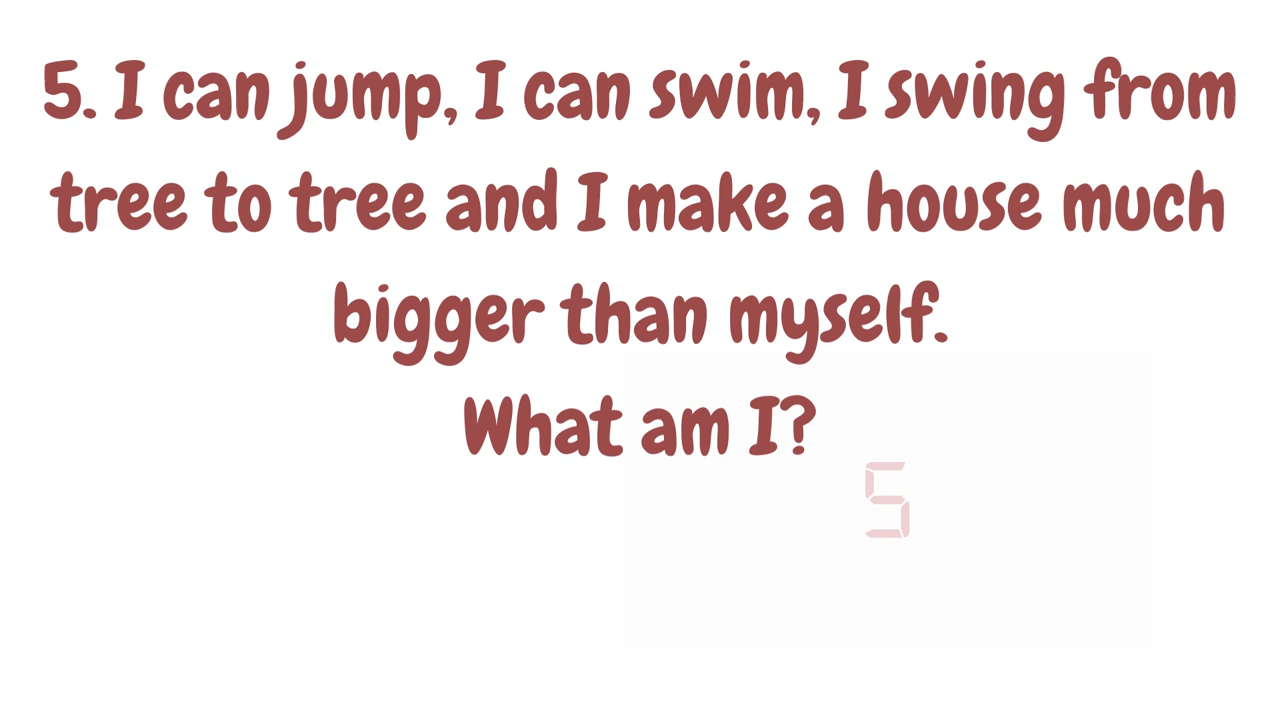 5. I can jump, I can swim, I swing from
tree to tree and I make a house much
bigger than myself.
What am I?
5